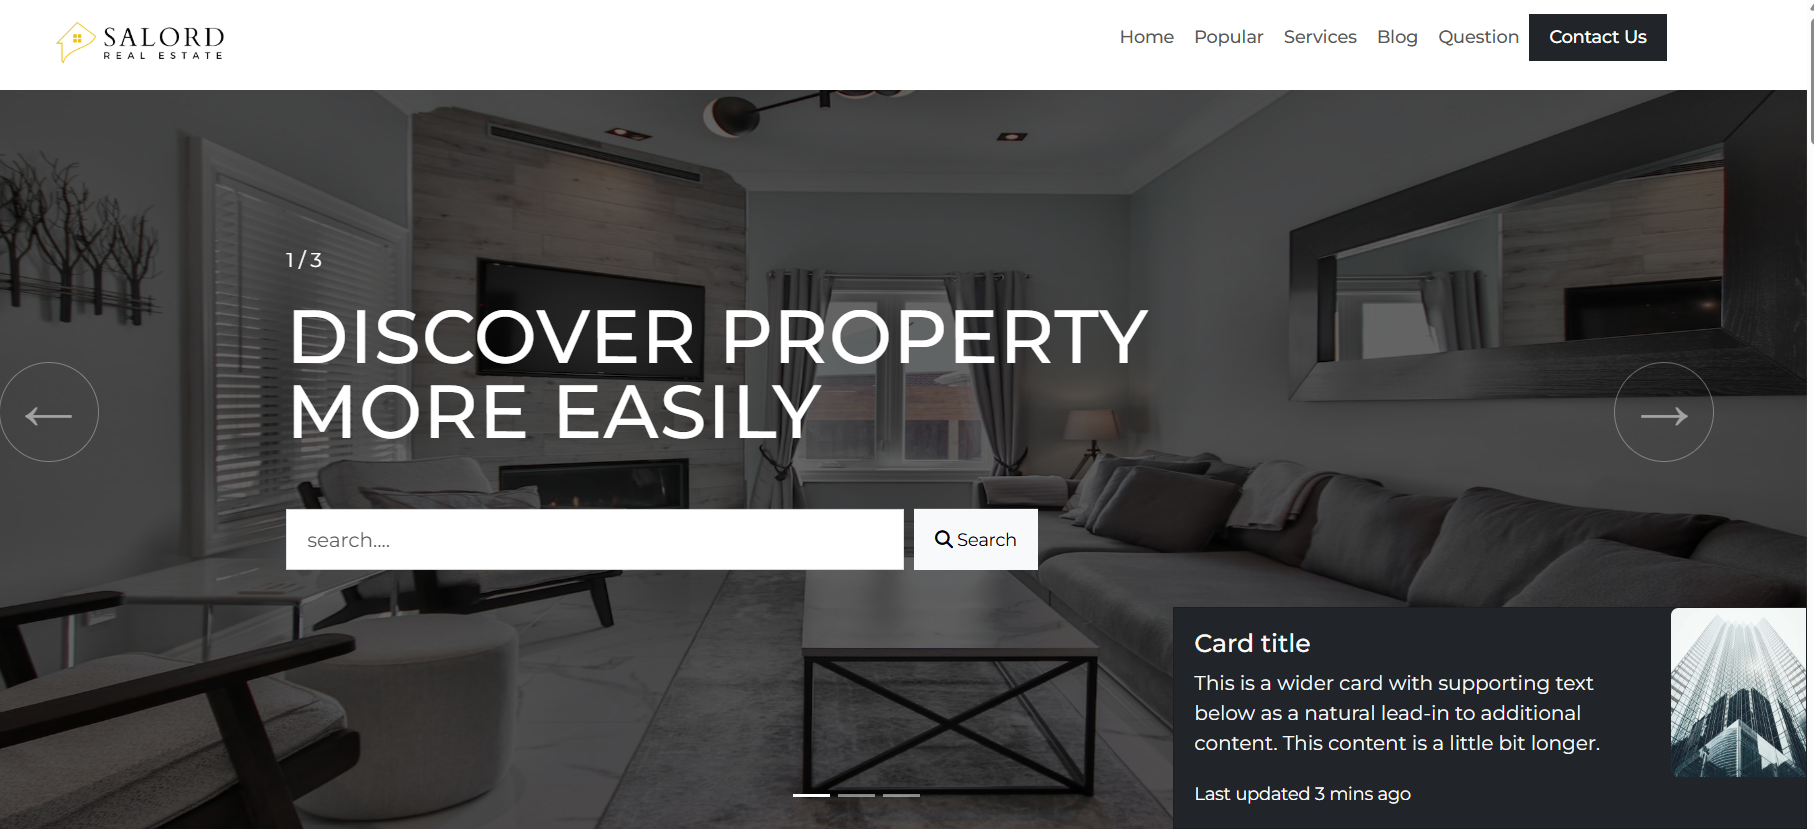 SALORD
REAL ESTATE
Home Popular Services Blog Question Contact Us
1 / 3
DISCOVER PROPERTY
MORE EASILY
search....
Search
Card title
This is a wider card with supporting text
below as a natural lead-in to additional
content. This content is a little bit longer.
Last updated 3 mins ago